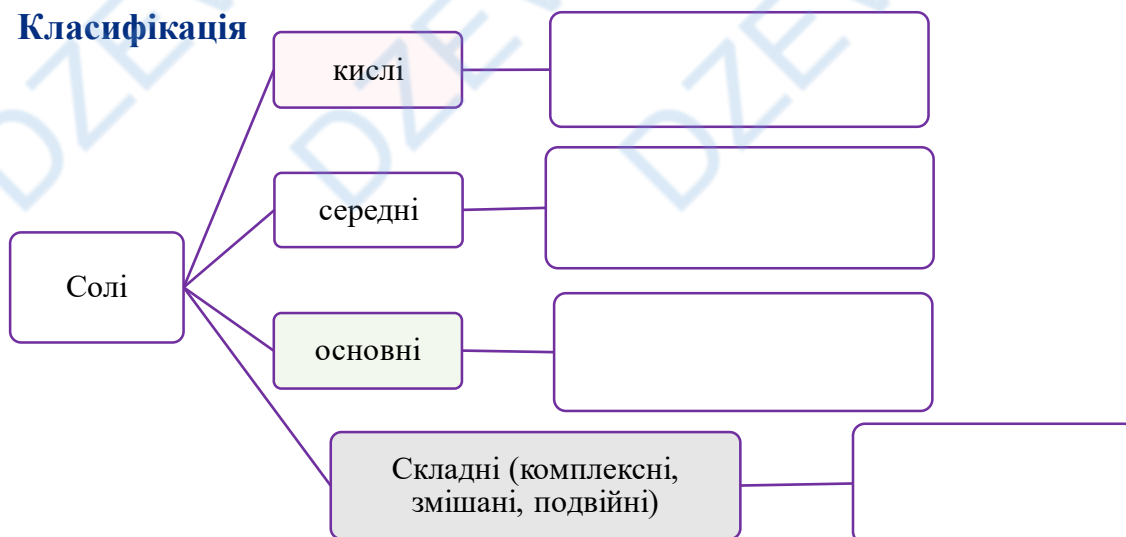 Класифікація
кислі
середні
Солі
основні
Складні (комплексні,
змішані, подвійні)